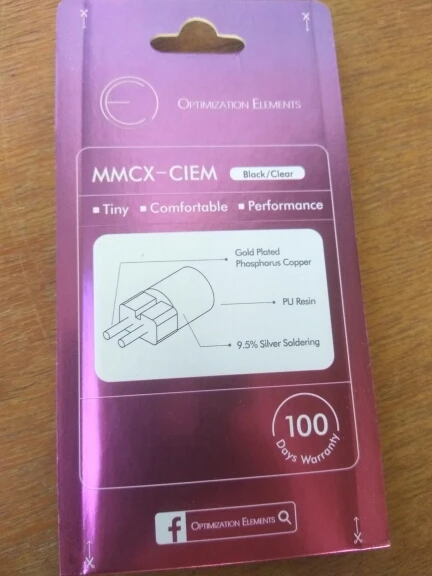 OPTIMIZATION ELEMENTS
MMCX-CIEM Black/Clear
Tiny Comfortable Performance
Gold Plated
Phosphorus Copper
PU Resin
9.5% Silver Soldering
100
Days Warranty
f OPTIMIZATION ELEMENTS